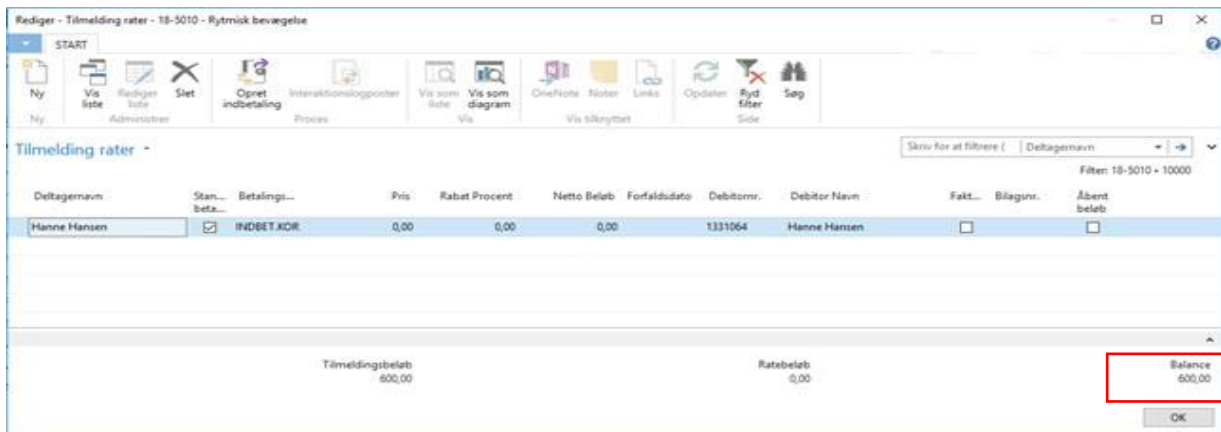 Rediger - Tilmelding rater - 18-5010 - Rytmisk bevægelse
START
Ny Vis liste Rediger liste Slet Opret indbetaling Interaktionslogposter Vis som liste Vis som diagram OneNote Noter Links Opdater Ryd filter Søg
Ny Administrer Proces Vis Vis tilknyttet Side
Tilmelding rater
Skriv for at filtrere ( Deltagernavn
Filter: 18-5010 • 10000
Deltagernavn Stan... beta... Betalings... Pris Rabat Procent Netto Beløb Forfaldsdato Debitornr. Debitor Navn Fakt... Bilagsnr. Åbent beløb
Hanne Hansen INDBET.KOR 0,00 0,00 0,00 1331064 Hanne Hansen
Tilmeldingsbeløb Ratebeløb Balance
600,00 0,00 600,00
OK